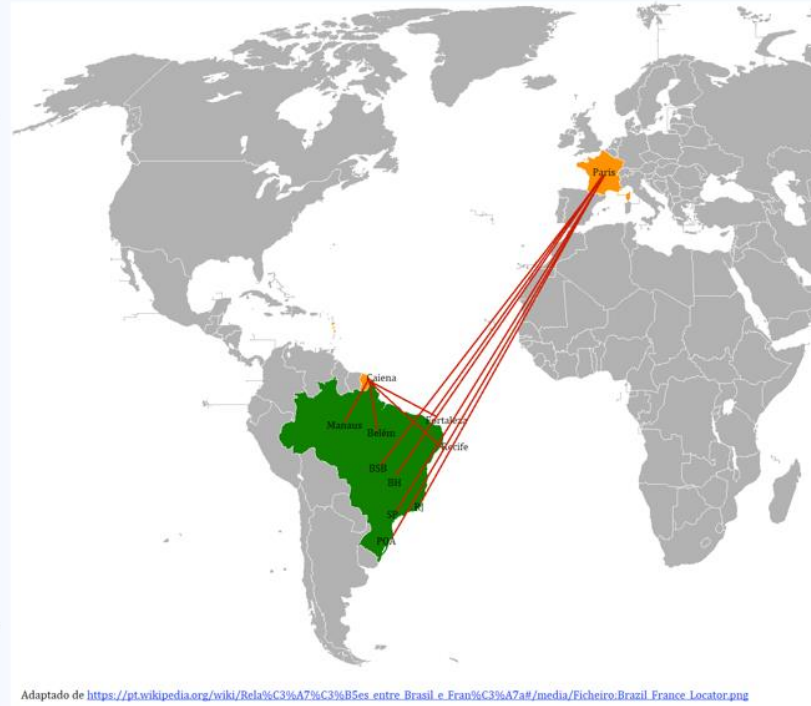 Paris
Caiena
Manaus
Belém
Fortaleza
Recife
BSB
BH
SP
RJ
POA
Adaptado de https://pt.wikipedia.org/wiki/Rela%C3%A7%C3%B5es_entre_Brasil_e_Fran%C3%A7a#/media/Ficheiro:Brazil_France_Locator.png